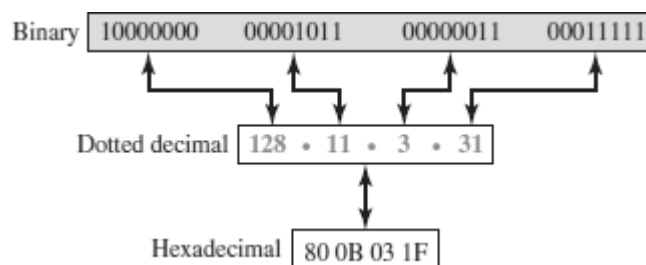 Binary 10000000 00001011 00000011 00011111
Dotted decimal 128 • 11 • 3 • 31
Hexadecimal 80 0B 03 1F